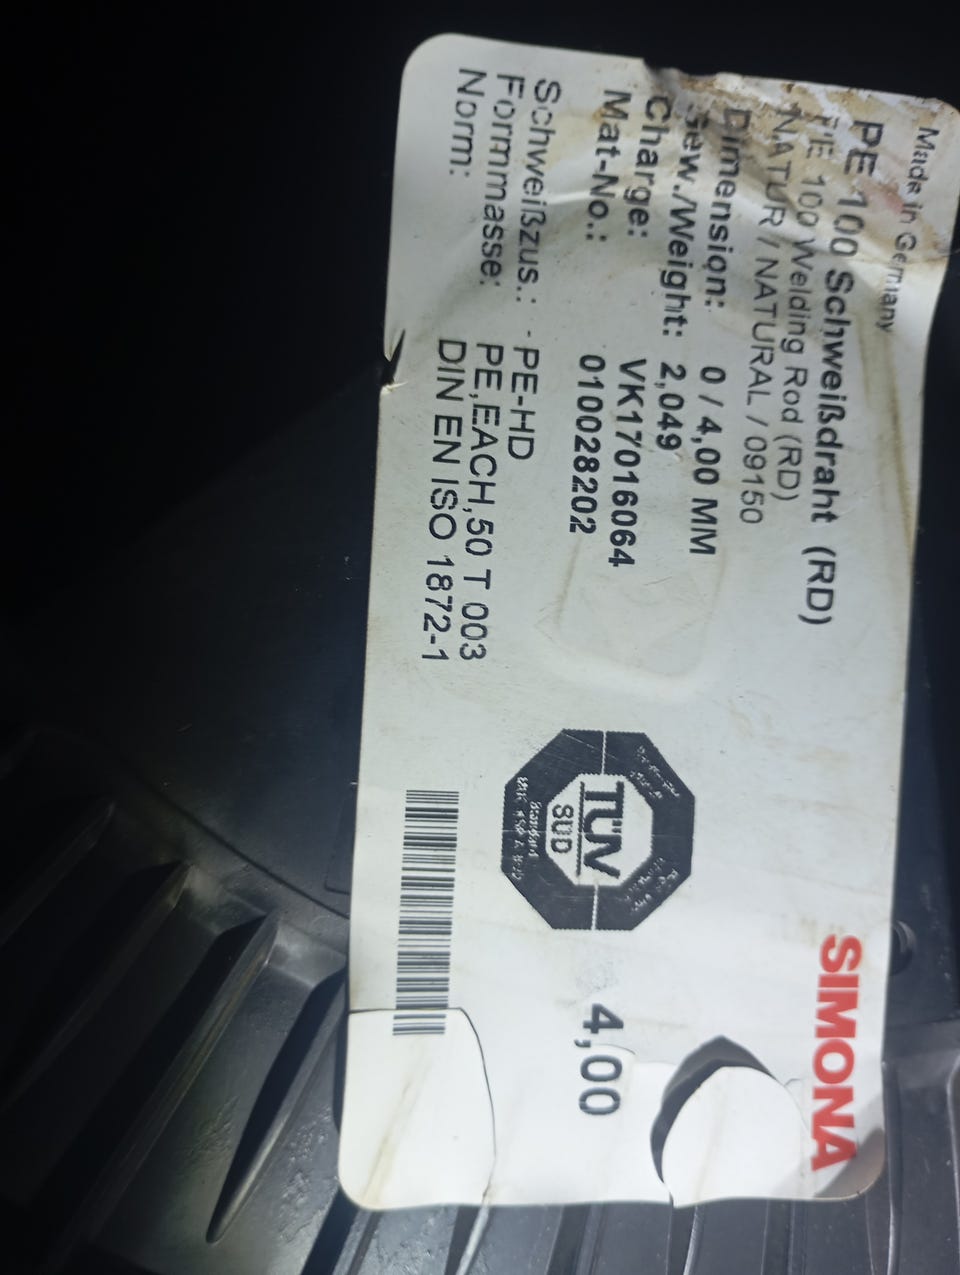 Made in Germany
PE 100 Schweißdraht (RD)
PE 100 Welding Rod (RD)
NATUR / NATURAL / 09150
Dimension: 0 / 4,00 MM
Gew./Weight: 2,049
Charge: VK17016064
Mat-No.: 010028202
Schweißzus.: PE-HD
Formmasse: PE,EACH,50 T 003
Norm: DIN EN ISO 1872-1
TÜV
SÜD
4,00
SIMONA